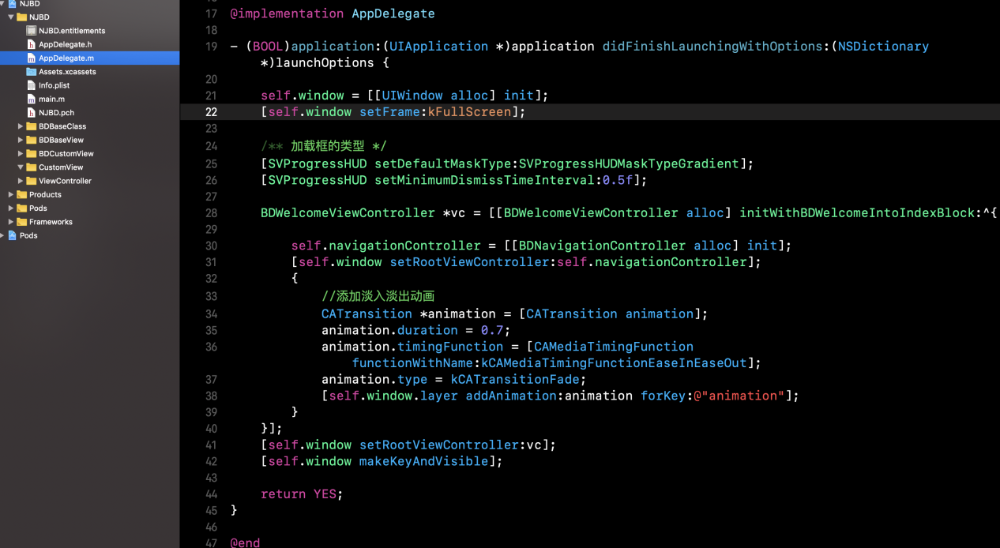 NJBD
NJBD
NJBD.entitlements
AppDelegate.h
AppDelegate.m
Assets.xcassets
Info.plist
main.m
NJBD.pch
BDBaseClass
BDBaseView
BDCustomView
CustomView
ViewController
Products
Pods
Frameworks
Pods
17 @implementation AppDelegate
18
19 - (BOOL)application:(UIApplication *)application didFinishLaunchingWithOptions:(NSDictionary
*)launchOptions {
20
21 self.window = [[UIWindow alloc] init];
22 [self.window setFrame:kFullScreen];
23
24 /** 加载框的类型 */
25 [SVProgressHUD setDefaultMaskType:SVProgressHUDMaskTypeGradient];
26 [SVProgressHUD setMinimumDismissTimeInterval:0.5f];
27
28 BDWelcomeViewController *vc = [[BDWelcomeViewController alloc] initWithBDWelcomeIntoIndexBlock:^{
29
30 self.navigationController = [[BDNavigationController alloc] init];
31 [self.window setRootViewController:self.navigationController];
32 {
33 //添加淡入淡出动画
34 CATransition *animation = [CATransition animation];
35 animation.duration = 0.7;
36 animation.timingFunction = [CAMediaTimingFunction
functionWithName:kCAMediaTimingFunctionEaseInEaseOut];
37 animation.type = kCATransitionFade;
38 [self.window.layer addAnimation:animation forKey:@"animation"];
39 }
40 }];
41 [self.window setRootViewController:vc];
42 [self.window makeKeyAndVisible];
43
44 return YES;
45 }
46
47 @end